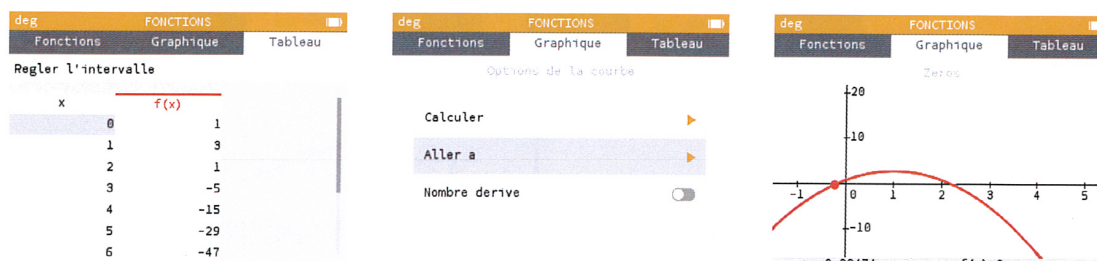 deg FONCTIONS
Fonctions Graphique Tableau
Regler l'intervalle
x f(x)
0 1
1 3
2 1
3 -5
4 -15
5 -29
6 -47
deg FONCTIONS
Fonctions Graphique Tableau
Options de la courbe
Calculer
Aller a
Nombre derive
deg FONCTIONS
Fonctions Graphique Tableau
Zeros
20
10
-1 0 1 2 3 4 5
-10